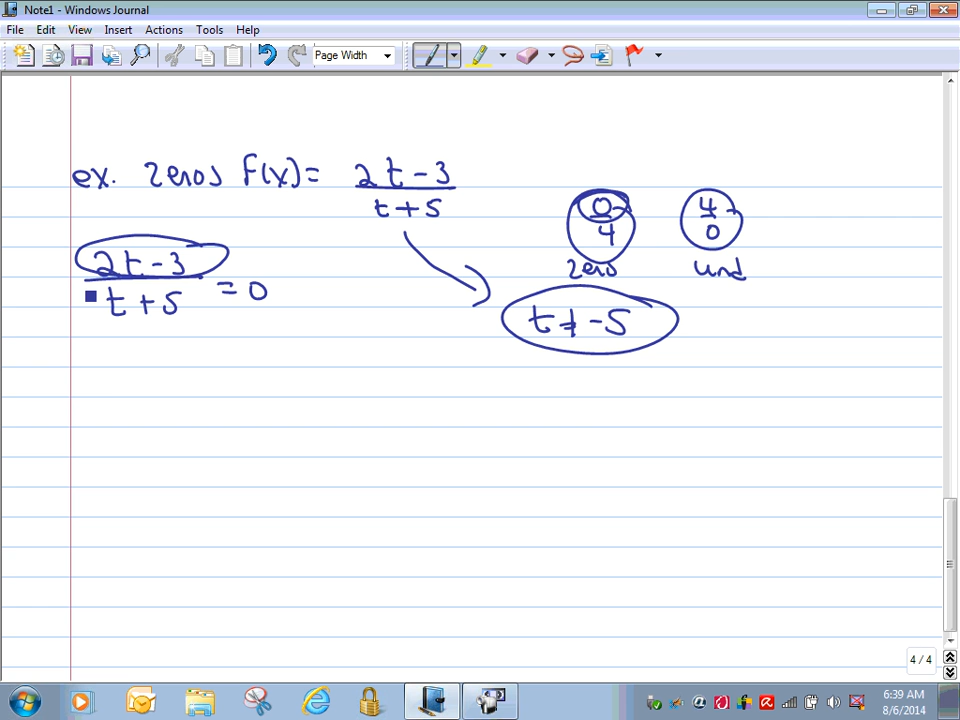 Note1 - Windows Journal
File Edit View Insert Actions Tools Help
Page Width
ex. zeros f(x) = 2t - 3
t + 5
0 4
4 0
zero und
2t - 3
t + 5 = 0
t ≠ -5
4 / 4
6:39 AM
8/6/2014